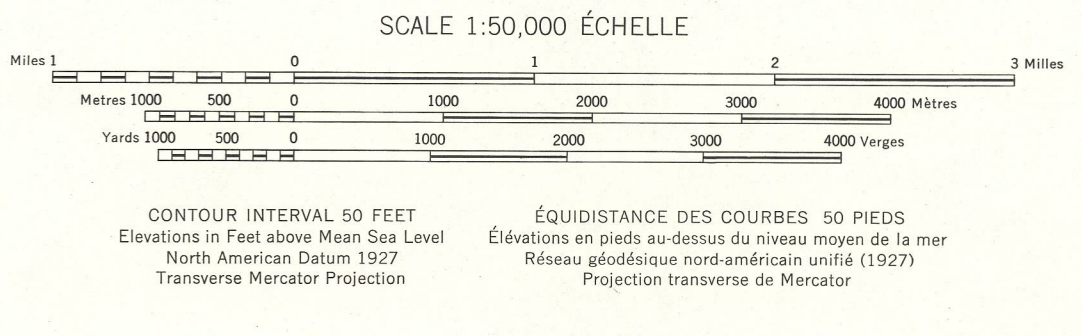 SCALE 1:50,000 ÉCHELLE
Miles 1 0 1 2 3 Milles
Metres 1000 500 0 1000 2000 3000 4000 Mètres
Yards 1000 500 0 1000 2000 3000 4000 Verges
CONTOUR INTERVAL 50 FEET
Elevations in Feet above Mean Sea Level
North American Datum 1927
Transverse Mercator Projection
ÉQUIDISTANCE DES COURBES 50 PIEDS
Élévations en pieds au-dessus du niveau moyen de la mer
Réseau géodésique nord-américain unifié (1927)
Projection transverse de Mercator